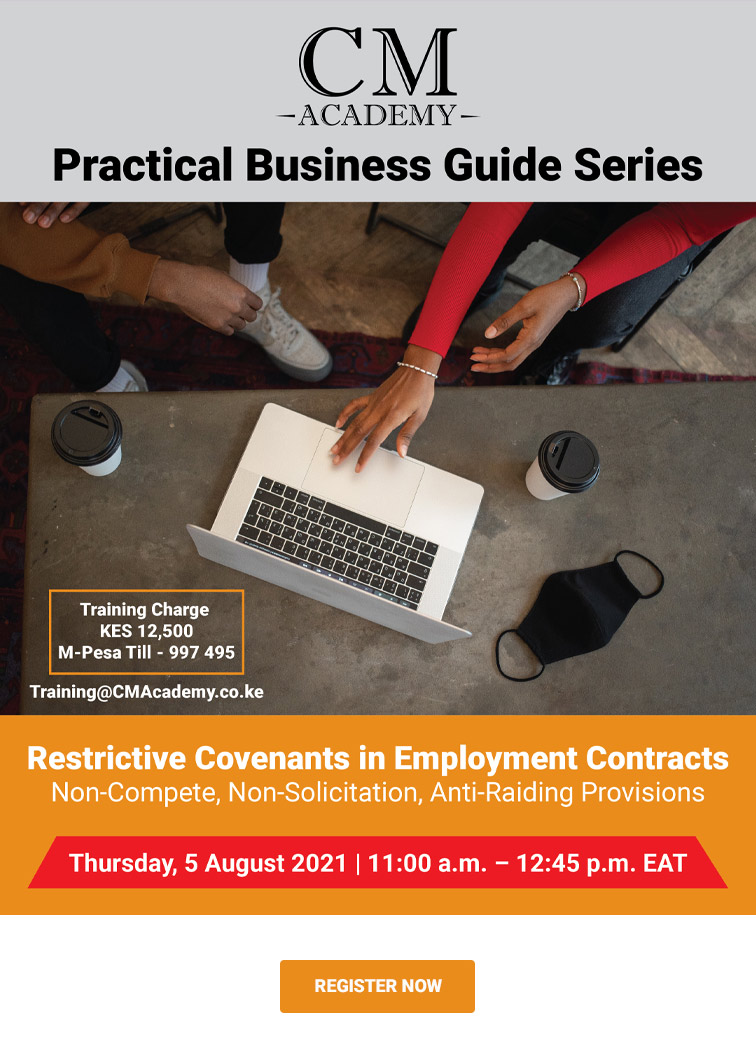 CM
ACADEMY
Practical Business Guide Series
Training Charge
KES 12,500
M-Pesa Till - 997 495
Training@CMAcademy.co.ke
Restrictive Covenants in Employment Contracts
Non-Compete, Non-Solicitation, Anti-Raiding Provisions
Thursday, 5 August 2021 | 11:00 a.m. – 12:45 p.m. EAT
REGISTER NOW